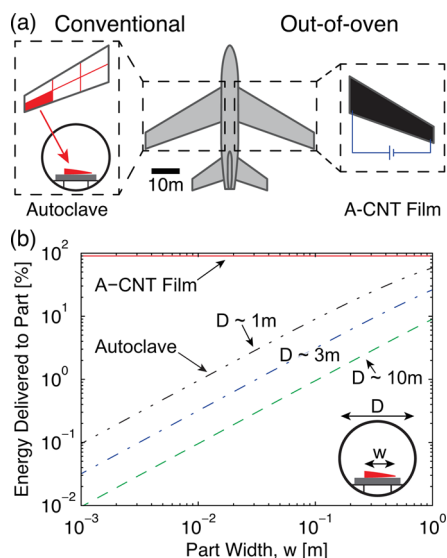 (a) Conventional Out-of-oven
10m
Autoclave A-CNT Film
(b)
Energy Delivered to Part [%]
10²
10¹
10⁰
10⁻¹
10⁻²
A−CNT Film
D ~ 1m
Autoclave
D ~ 3m
D ~ 10m
D
w
10⁻³ 10⁻² 10⁻¹ 10⁰
Part Width, w [m]